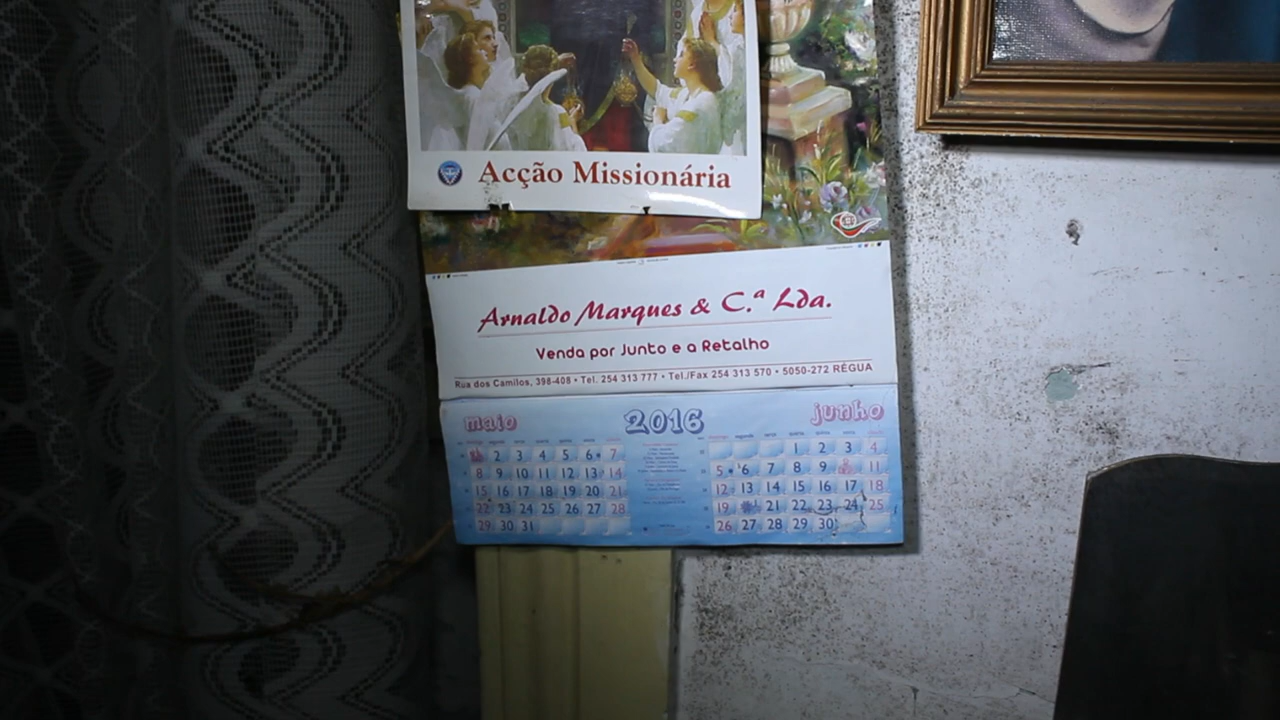 Acção Missionária
Arnaldo Marques & C.ª Lda.
Venda por Junto e a Retalho
Rua dos Camilos, 398-408 • Tel. 254 313 777 • Tel./Fax 254 313 570 • 5050-272 RÉGUA
maio 2016 junho
2 3 4 5 6 7
8 9 10 11 12 13 14
15 16 17 18 19 20 21
22 23 24 25 26 27 28
29 30 31
1 2 3 4
5 6 7 8 9 11
12 13 14 15 16 17 18
19 21 22 23 24 25
26 27 28 29 30